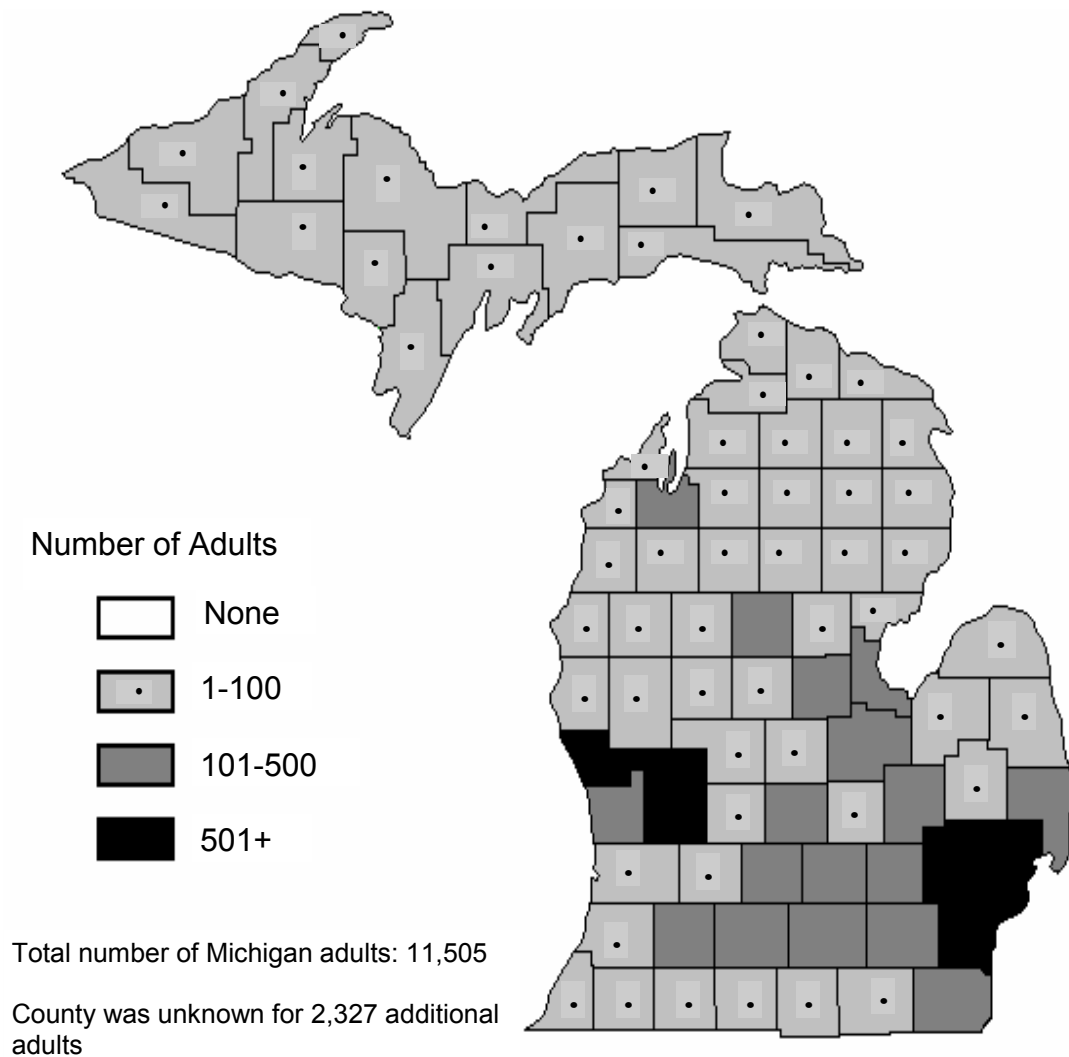 Number of Adults
None
1-100
101-500
501+
Total number of Michigan adults: 11,505
County was unknown for 2,327 additional
adults